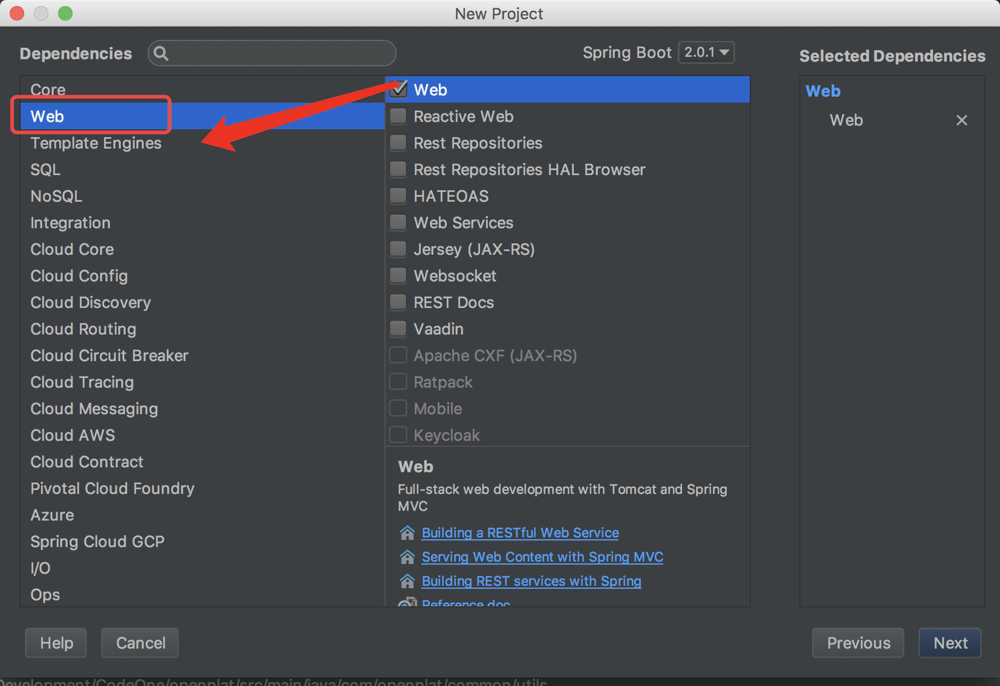 New Project
Dependencies
Spring Boot 2.0.1
Selected Dependencies
Core
Web
Template Engines
SQL
NoSQL
Integration
Cloud Core
Cloud Config
Cloud Discovery
Cloud Routing
Cloud Circuit Breaker
Cloud Tracing
Cloud Messaging
Cloud AWS
Cloud Contract
Pivotal Cloud Foundry
Azure
Spring Cloud GCP
I/O
Ops
Web
Reactive Web
Rest Repositories
Rest Repositories HAL Browser
HATEOAS
Web Services
Jersey (JAX-RS)
Websocket
REST Docs
Vaadin
Apache CXF (JAX-RS)
Ratpack
Mobile
Keycloak
Web
Full-stack web development with Tomcat and Spring
MVC
Building a RESTful Web Service
Serving Web Content with Spring MVC
Building REST services with Spring
Reference doc
Web
Web
Help
Cancel
Previous
Next
Development/CodeOne/openplat/src/main/java/com/openplat/common/utils